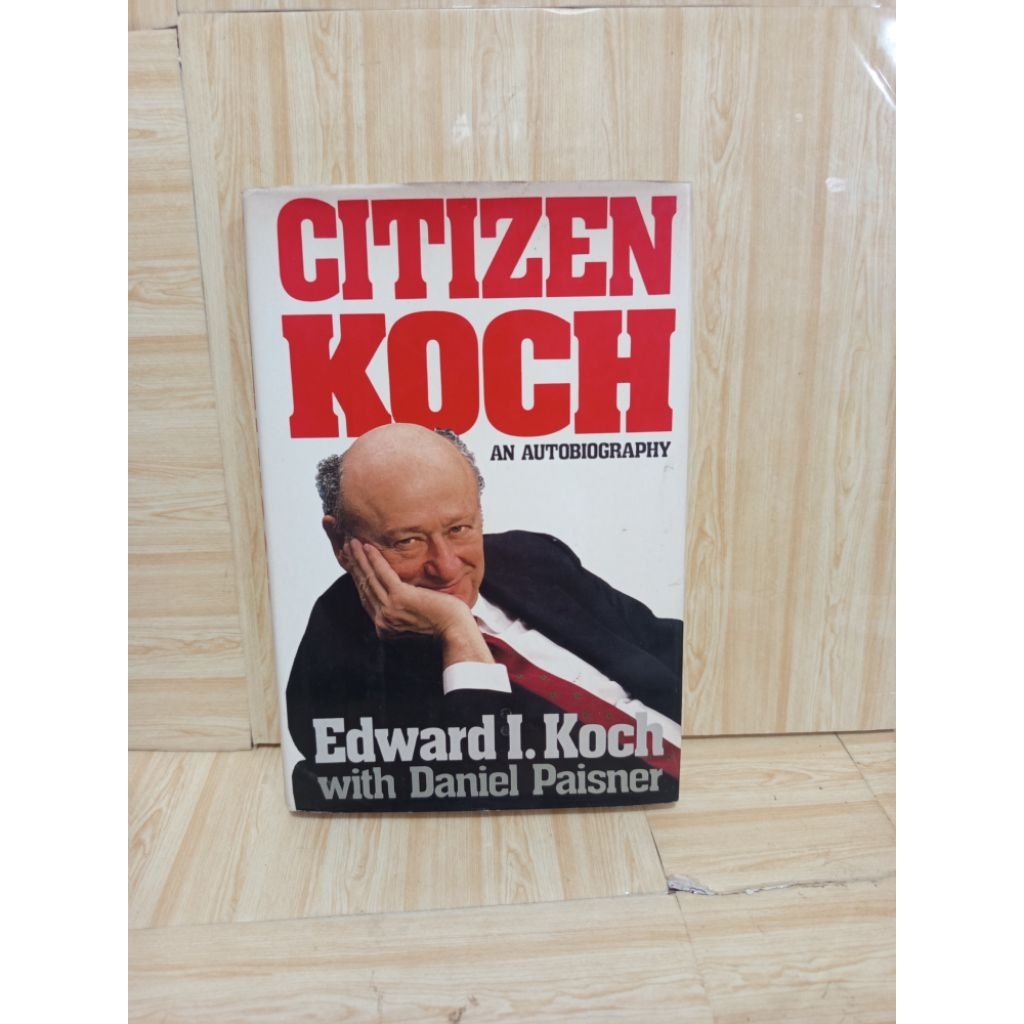 CITIZEN
KOCH
AN AUTOBIOGRAPHY
Edward I. Koch
with Daniel Paisner